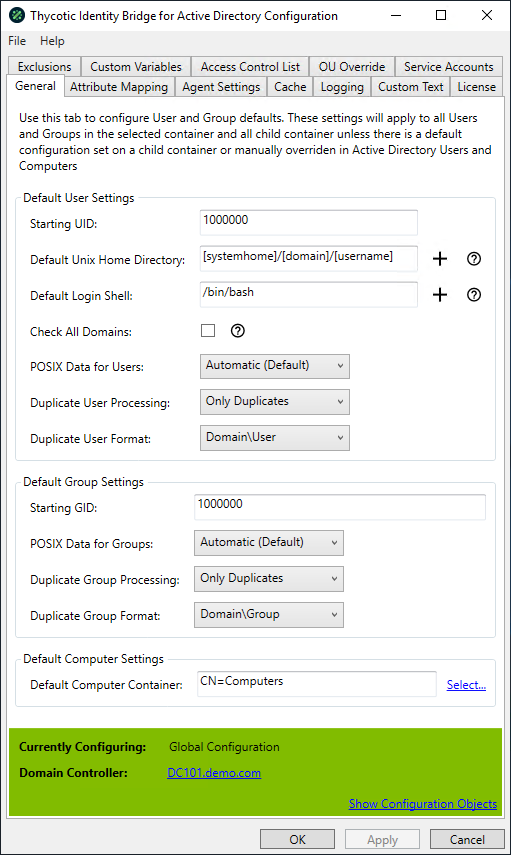 Thycotic Identity Bridge for Active Directory Configuration
File Help
Exclusions Custom Variables Access Control List OU Override Service Accounts
General Attribute Mapping Agent Settings Cache Logging Custom Text License
Use this tab to configure User and Group defaults. These settings will apply to all Users
and Groups in the selected container and all child container unless there is a default
configuration set on a child container or manually overriden in Active Directory Users and
Computers
Default User Settings
Starting UID: 1000000
Default Unix Home Directory: [systemhome]/[domain]/[username]
Default Login Shell: /bin/bash
Check All Domains:
POSIX Data for Users: Automatic (Default)
Duplicate User Processing: Only Duplicates
Duplicate User Format: Domain\User
Default Group Settings
Starting GID: 1000000
POSIX Data for Groups: Automatic (Default)
Duplicate Group Processing: Only Duplicates
Duplicate Group Format: Domain\Group
Default Computer Settings
Default Computer Container: CN=Computers Select...
Currently Configuring: Global Configuration
Domain Controller: DC101.demo.com
Show Configuration Objects
OK Apply Cancel